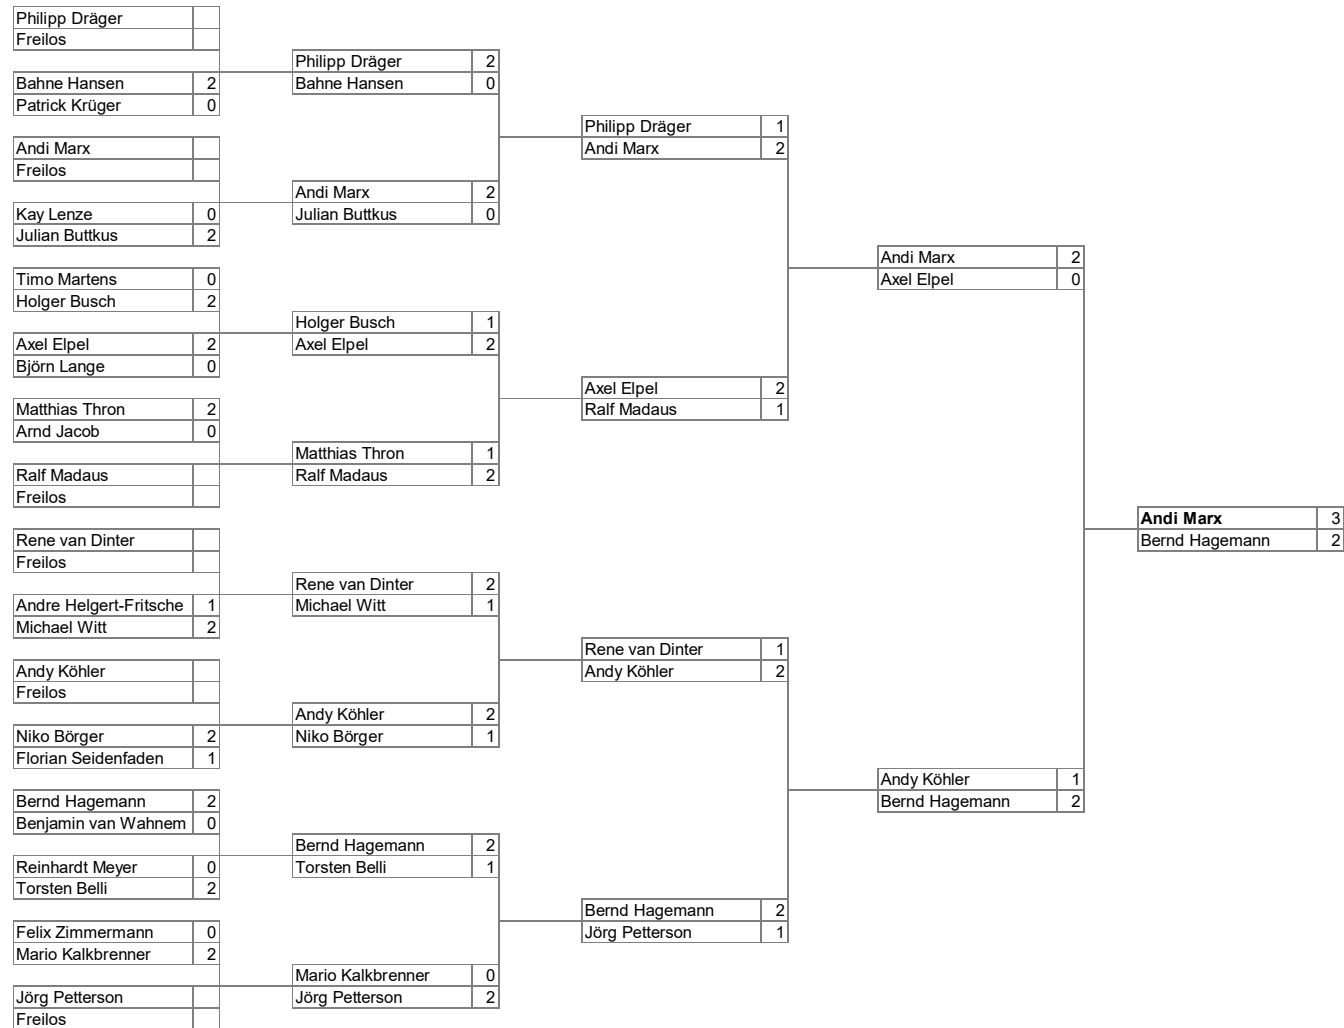 Philipp Dräger
Freilos
Bahne Hansen 2
Patrick Krüger 0
Andi Marx
Freilos
Kay Lenze 0
Julian Buttkus 2
Timo Martens 0
Holger Busch 2
Axel Elpel 2
Björn Lange 0
Matthias Thron 2
Arnd Jacob 0
Ralf Madaus
Freilos
Rene van Dinter
Freilos
Andre Helgert-Fritsche 1
Michael Witt 2
Andy Köhler
Freilos
Niko Börger 2
Florian Seidenfaden 1
Bernd Hagemann 2
Benjamin van Wahnem 0
Reinhardt Meyer 0
Torsten Belli 2
Felix Zimmermann 0
Mario Kalkbrenner 2
Jörg Petterson
Freilos
Philipp Dräger 2
Bahne Hansen 0
Andi Marx 2
Julian Buttkus 0
Holger Busch 1
Axel Elpel 2
Matthias Thron 1
Ralf Madaus 2
Rene van Dinter 2
Michael Witt 1
Andy Köhler 2
Niko Börger 1
Bernd Hagemann 2
Torsten Belli 1
Mario Kalkbrenner 0
Jörg Petterson 2
Philipp Dräger 1
Andi Marx 2
Axel Elpel 2
Ralf Madaus 1
Rene van Dinter 1
Andy Köhler 2
Bernd Hagemann 2
Jörg Petterson 1
Andi Marx 2
Axel Elpel 0
Andy Köhler 1
Bernd Hagemann 2
Andi Marx 3
Bernd Hagemann 2